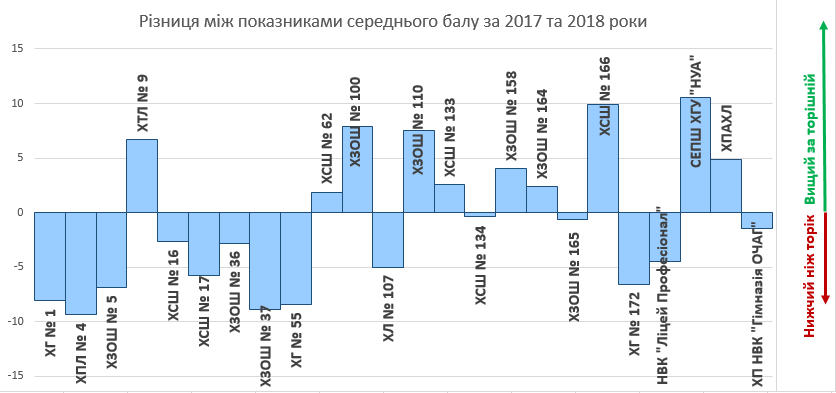 Різниця між показниками середнього балу за 2017 та 2018 роки
15
10
5
0
-5
-10
-15
ХГ № 1
ХПЛ № 4
ХЗОШ № 5
ХТЛ № 9
ХСШ № 16
ХСШ № 17
ХЗОШ № 36
ХЗОШ № 37
ХГ № 55
ХСШ № 62
ХЗОШ № 100
ХЛ № 107
ХЗОШ № 110
ХСШ № 133
ХСШ № 134
ХЗОШ № 158
ХЗОШ № 164
ХЗОШ № 165
ХСШ № 166
ХГ № 172
НВК "Ліцей Професіонал"
СЕПШ ХГУ "НУА"
ХПАХЛ
ХП НВК "Гімназія ОЧАГ"
Вищий за торішній
Нижчий ніж торік